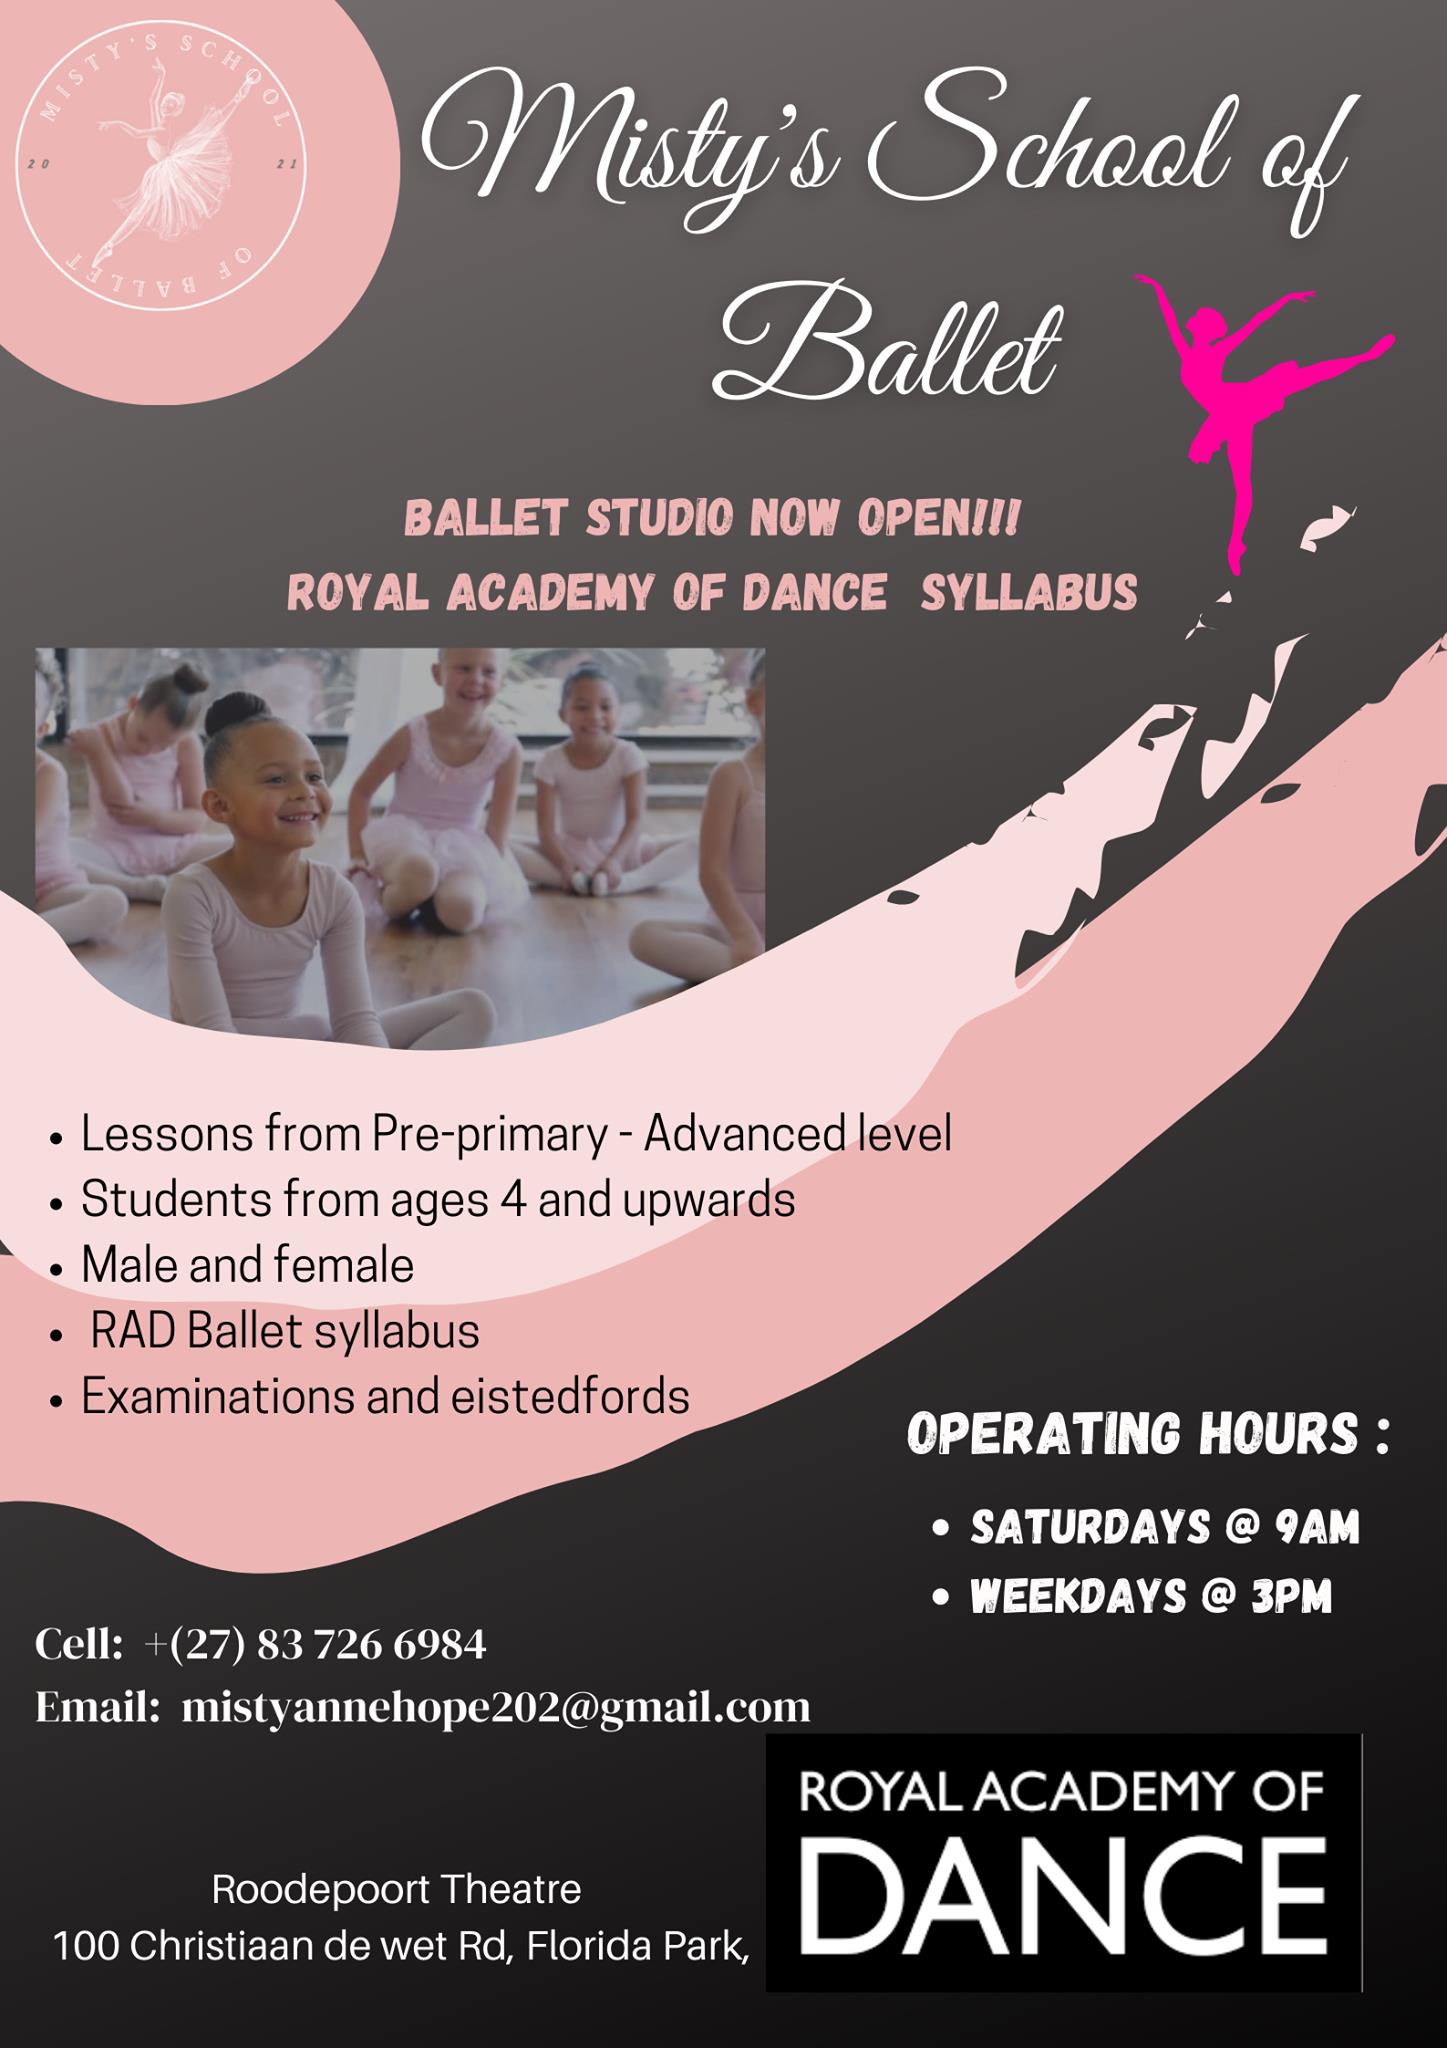 MISTY'S SCHOOL
20 21
OF BALLET
Misty's School of
Ballet
BALLET STUDIO NOW OPEN!!!
ROYAL ACADEMY OF DANCE SYLLABUS
• Lessons from Pre-primary - Advanced level
• Students from ages 4 and upwards
• Male and female
• RAD Ballet syllabus
• Examinations and eistedfords
OPERATING HOURS :
• SATURDAYS @ 9AM
• WEEKDAYS @ 3PM
Cell: +(27) 83 726 6984
Email: mistyannehope202@gmail.com
Roodepoort Theatre
100 Christiaan de wet Rd, Florida Park,
ROYAL ACADEMY OF
DANCE